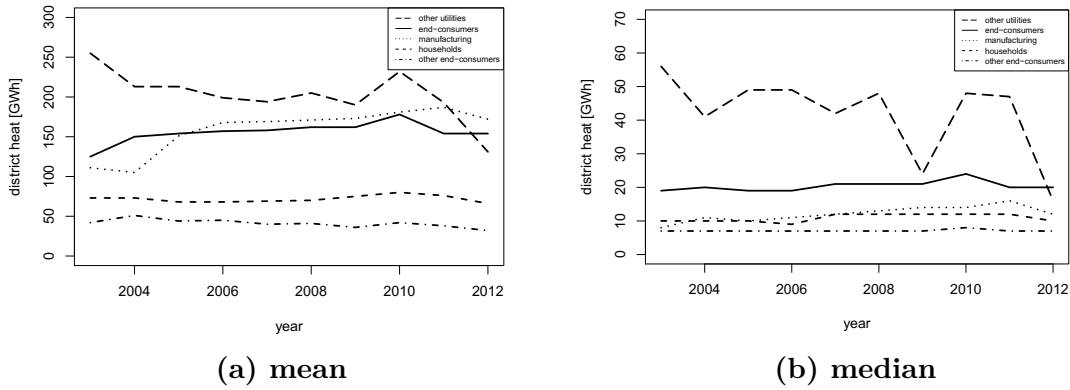 300
250
200
150
100
50
0
district heat [GWh]
other utilities
end−consumers
manufacturing
households
other end−consumers
2004 2006 2008 2010 2012
year
(a) mean
70
60
50
40
30
20
10
0
district heat [GWh]
other utilities
end−consumers
manufacturing
households
other end−consumers
2004 2006 2008 2010 2012
year
(b) median